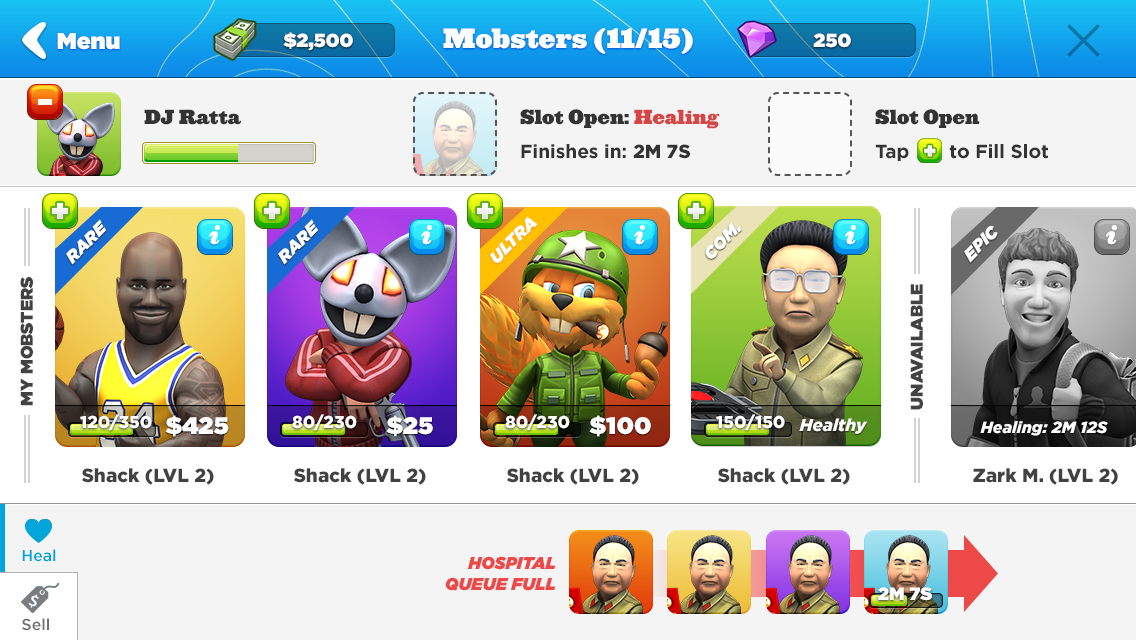 Menu
$2,500
Mobsters (11/15)
250
DJ Ratta
Slot Open: Healing
Finishes in: 2M 7S
Slot Open
Tap to Fill Slot
MY MOBSTERS
RARE
i
34
120/350
$425
Shack (LVL 2)
RARE
i
80/230
$25
Shack (LVL 2)
ULTRA
i
80/230
$100
Shack (LVL 2)
COM.
i
150/150
Healthy
Shack (LVL 2)
UNAVAILABLE
EPIC
i
Healing: 2M 12S
Zark M. (LVL 2)
Heal
Sell
HOSPITAL
QUEUE FULL
2M 7S